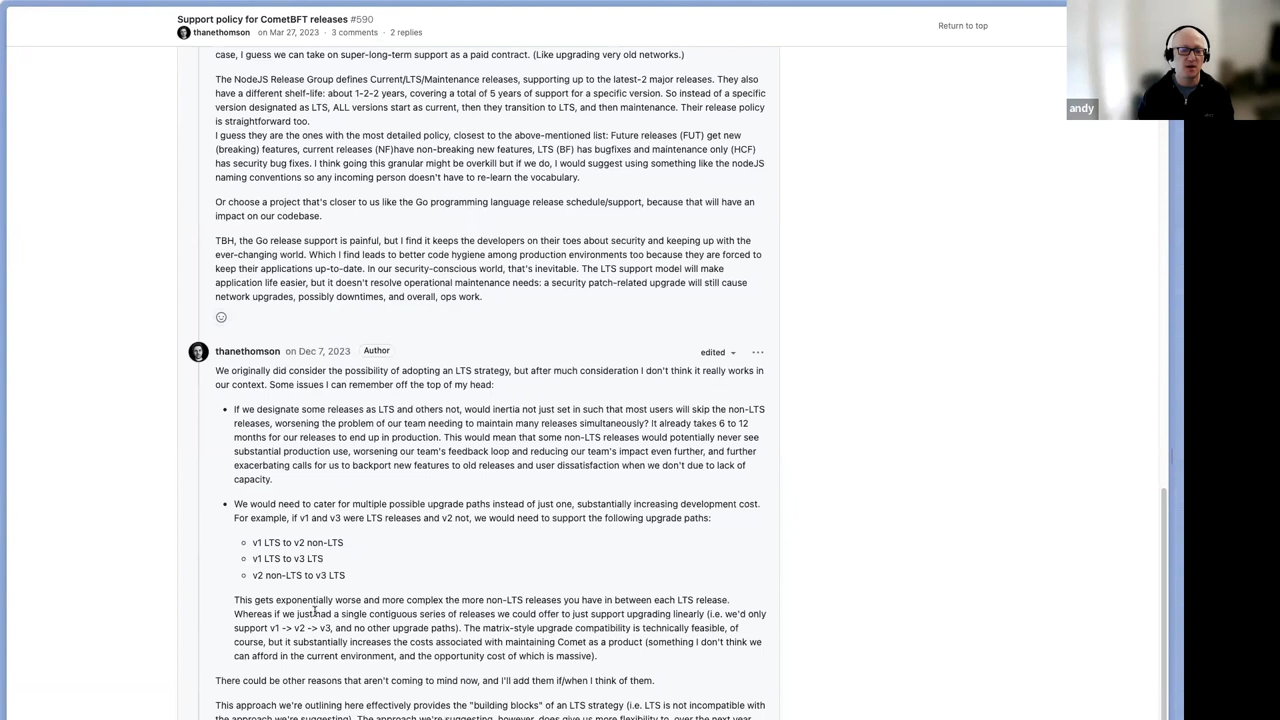 Support policy for CometBFT releases #590
thanethomson on Mar 27, 2023 · 3 comments · 2 replies
Return to top
andy
case, I guess we can take on super-long-term support as a paid contract. (Like upgrading very old networks.)
The NodeJS Release Group defines Current/LTS/Maintenance releases, supporting up to the latest-2 major releases. They also
have a different shelf-life: about 1-2-2 years, covering a total of 5 years of support for a specific version. So instead of a specific
version designated as LTS, ALL versions start as current, then they transition to LTS, and then maintenance. Their release policy
is straightforward too.
I guess they are the ones with the most detailed policy, closest to the above-mentioned list: Future releases (FUT) get new
(breaking) features, current releases (NF)have non-breaking new features, LTS (BF) has bugfixes and maintenance only (HCF)
has security bug fixes. I think going this granular might be overkill but if we do, I would suggest using something like the nodeJS
naming conventions so any incoming person doesn't have to re-learn the vocabulary.
Or choose a project that's closer to us like the Go programming language release schedule/support, because that will have an
impact on our codebase.
TBH, the Go release support is painful, but I find it keeps the developers on their toes about security and keeping up with the
ever-changing world. Which I find leads to better code hygiene among production environments too because they are forced to
keep their applications up-to-date. In our security-conscious world, that's inevitable. The LTS support model will make
application life easier, but it doesn't resolve operational maintenance needs: a security patch-related upgrade will still cause
network upgrades, possibly downtimes, and overall, ops work.
thanethomson on Dec 7, 2023 Author edited
We originally did consider the possibility of adopting an LTS strategy, but after much consideration I don't think it really works in
our context. Some issues I can remember off the top of my head:
• If we designate some releases as LTS and others not, would inertia not just set in such that most users will skip the non-LTS
releases, worsening the problem of our team needing to maintain many releases simultaneously? It already takes 6 to 12
months for our releases to end up in production. This would mean that some non-LTS releases would potentially never see
substantial production use, worsening our team's feedback loop and reducing our team's impact even further, and further
exacerbating calls for us to backport new features to old releases and user dissatisfaction when we don't due to lack of
capacity.
• We would need to cater for multiple possible upgrade paths instead of just one, substantially increasing development cost.
For example, if v1 and v3 were LTS releases and v2 not, we would need to support the following upgrade paths:
◦ v1 LTS to v2 non-LTS
◦ v1 LTS to v3 LTS
◦ v2 non-LTS to v3 LTS
This gets exponentially worse and more complex the more non-LTS releases you have in between each LTS release.
Whereas if we just had a single contiguous series of releases we could offer to just support upgrading linearly (i.e. we'd only
support v1 -> v2 -> v3, and no other upgrade paths). The matrix-style upgrade compatibility is technically feasible, of
course, but it substantially increases the costs associated with maintaining Comet as a product (something I don't think we
can afford in the current environment, and the opportunity cost of which is massive).
There could be other reasons that aren't coming to mind now, and I'll add them if/when I think of them.
This approach we're outlining here effectively provides the "building blocks" of an LTS strategy (i.e. LTS is not incompatible with
the approach we're suggesting). The approach we're suggesting, however, does give us more flexibility to, over the next year